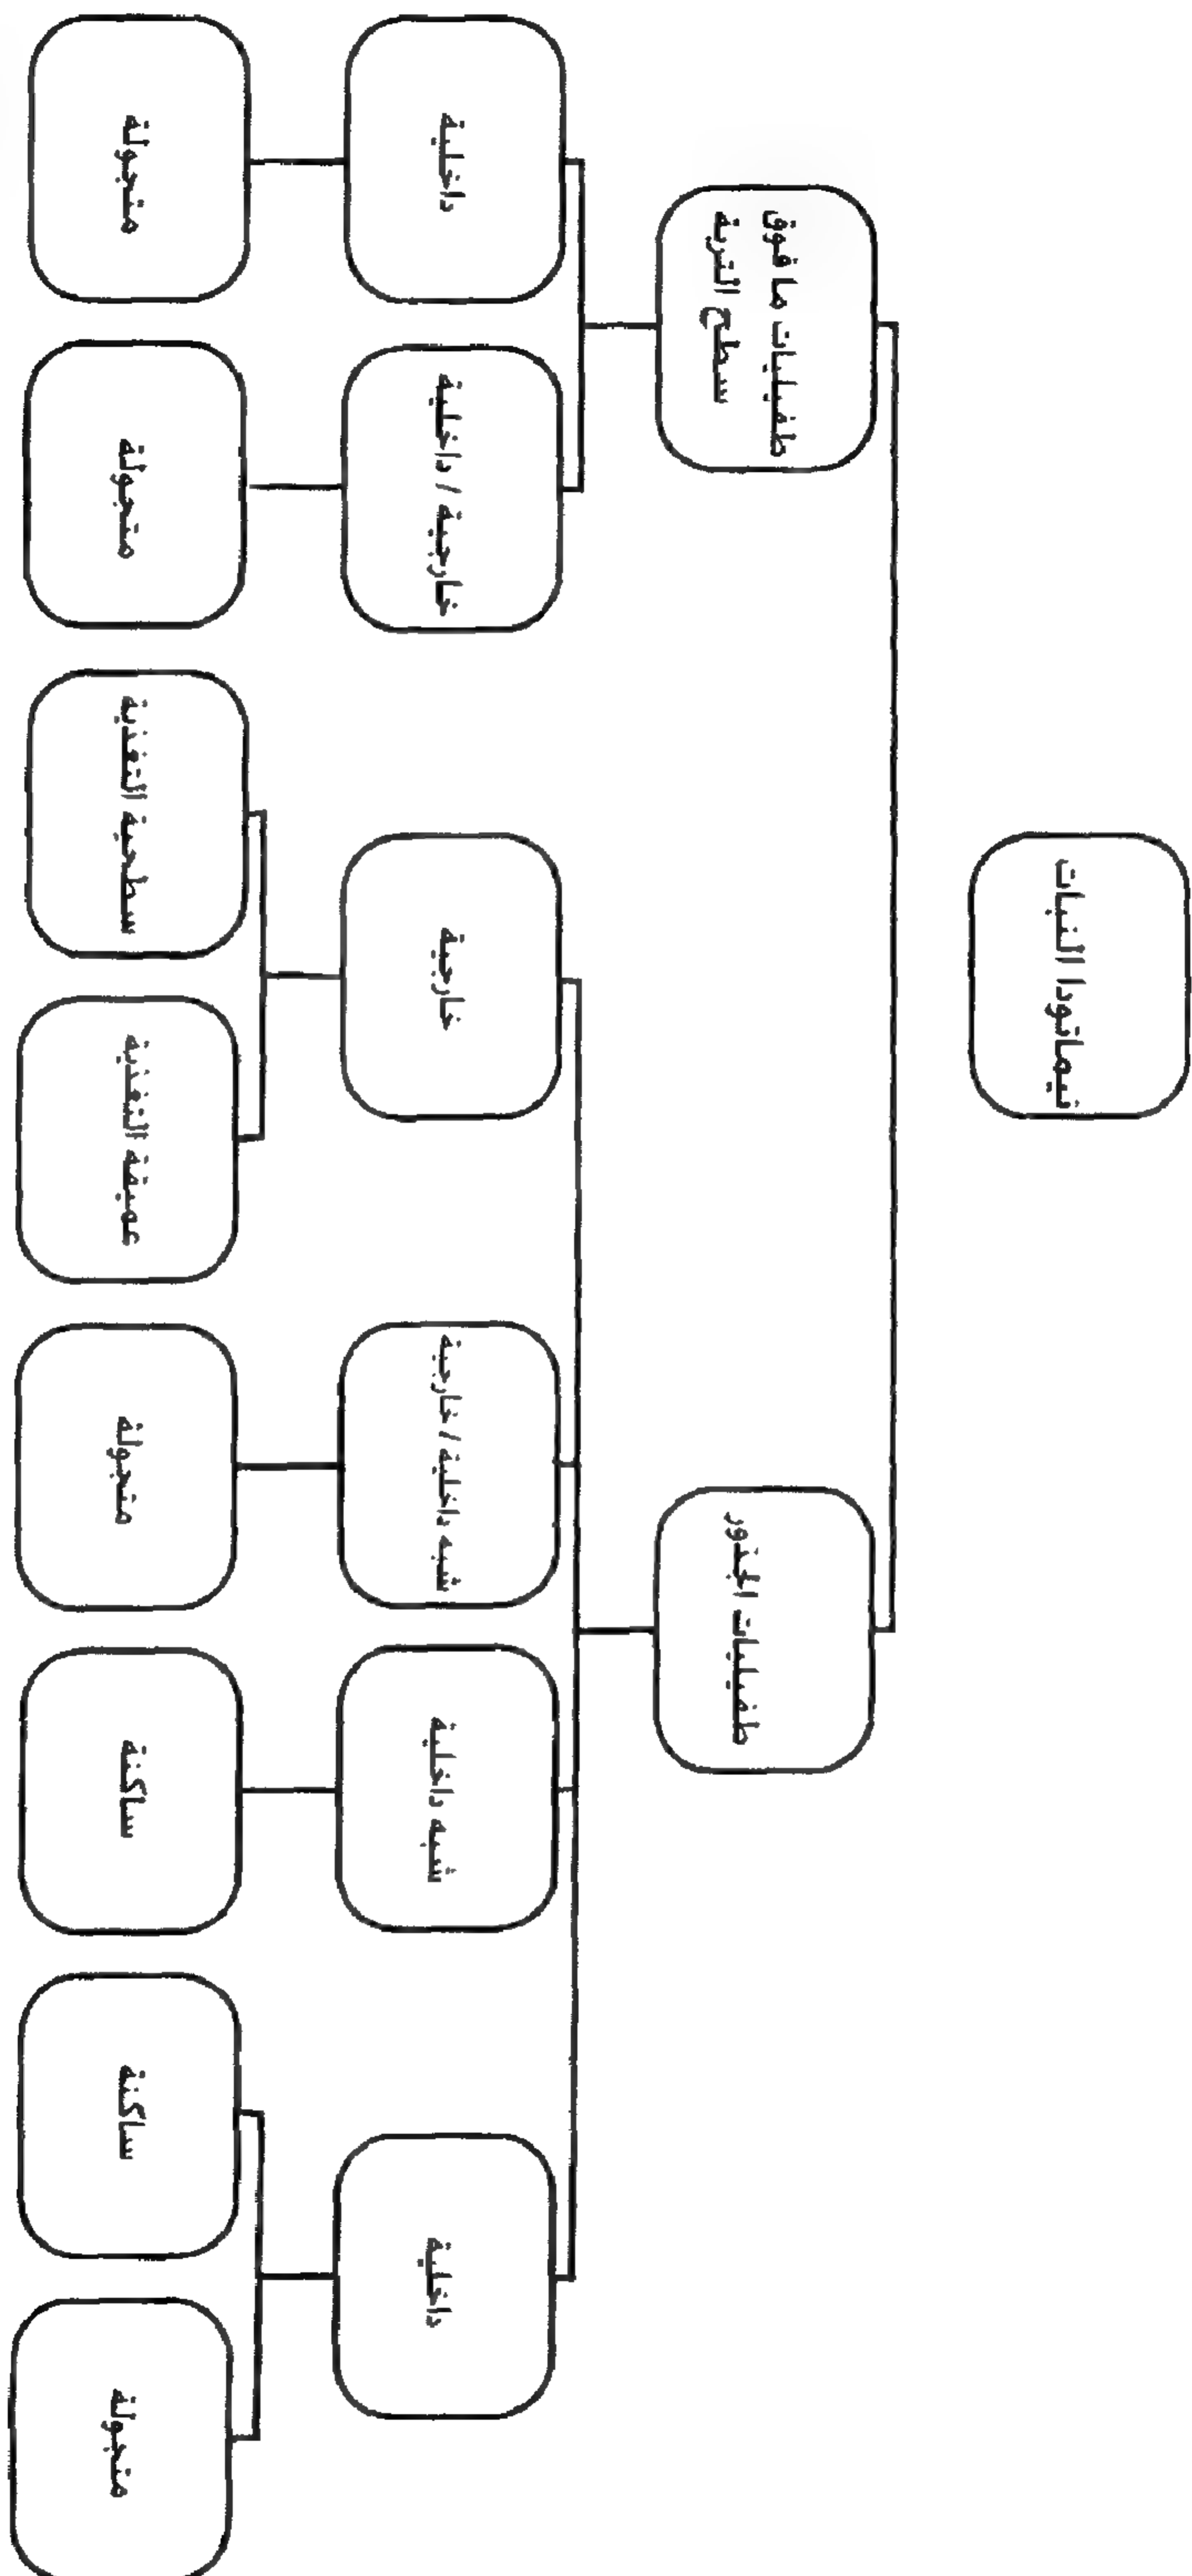 نيماتودا النبات
طفيليات الجذور
طفيليات ما فوق
سطح التربة
داخلية
شبه داخلية
شبه داخلية / خارجية
خارجية
خارجية / داخلية
داخلية
متجولة
ساكنة
ساكنة
متجولة
عميقة التغذية
سطحية التغذية
متجولة
متجولة